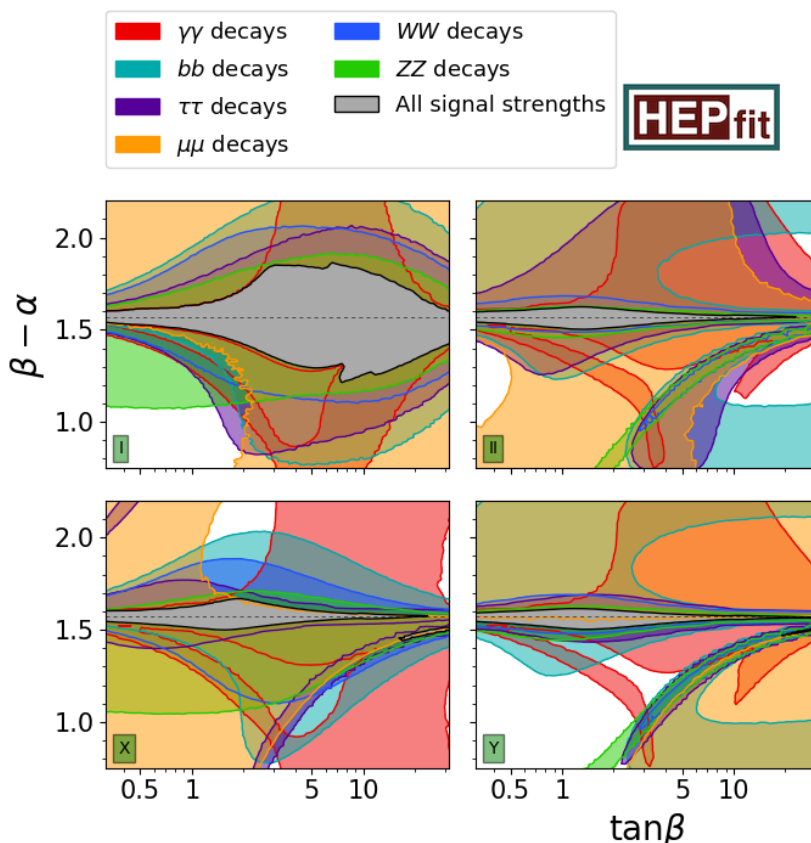 γγ decays WW decays
bb decays ZZ decays
ττ decays All signal strengths
μμ decays
HEPfit
2.0
1.5
1.0
β − α
I
II
2.0
1.5
1.0
X
Y
0.5 1 5 10 0.5 1 5 10
tanβ